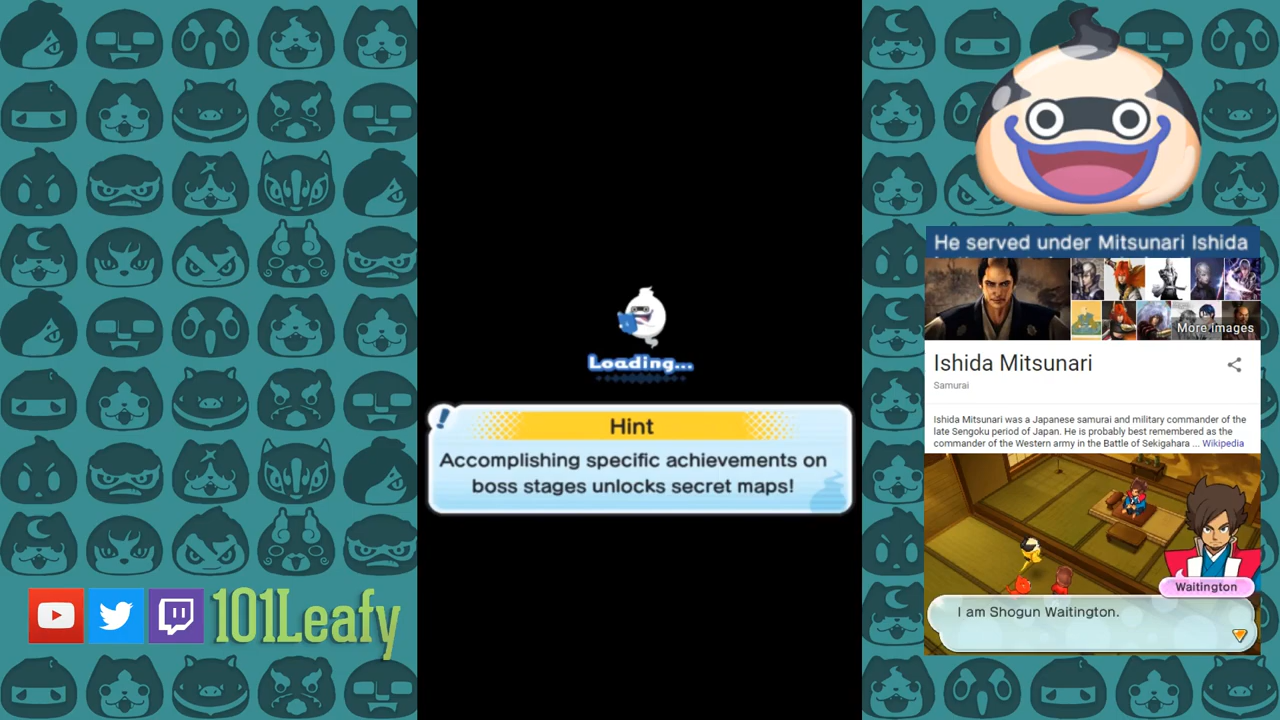 Loading...
Hint
Accomplishing specific achievements on
boss stages unlocks secret maps!
101Leafy
He served under Mitsunari Ishida
More images
Ishida Mitsunari
Samurai
Ishida Mitsunari was a Japanese samurai and military commander of the
late Sengoku period of Japan. He is probably best remembered as the
commander of the Western army in the Battle of Sekigahara ... Wikipedia
Waitington
I am Shogun Waitington.